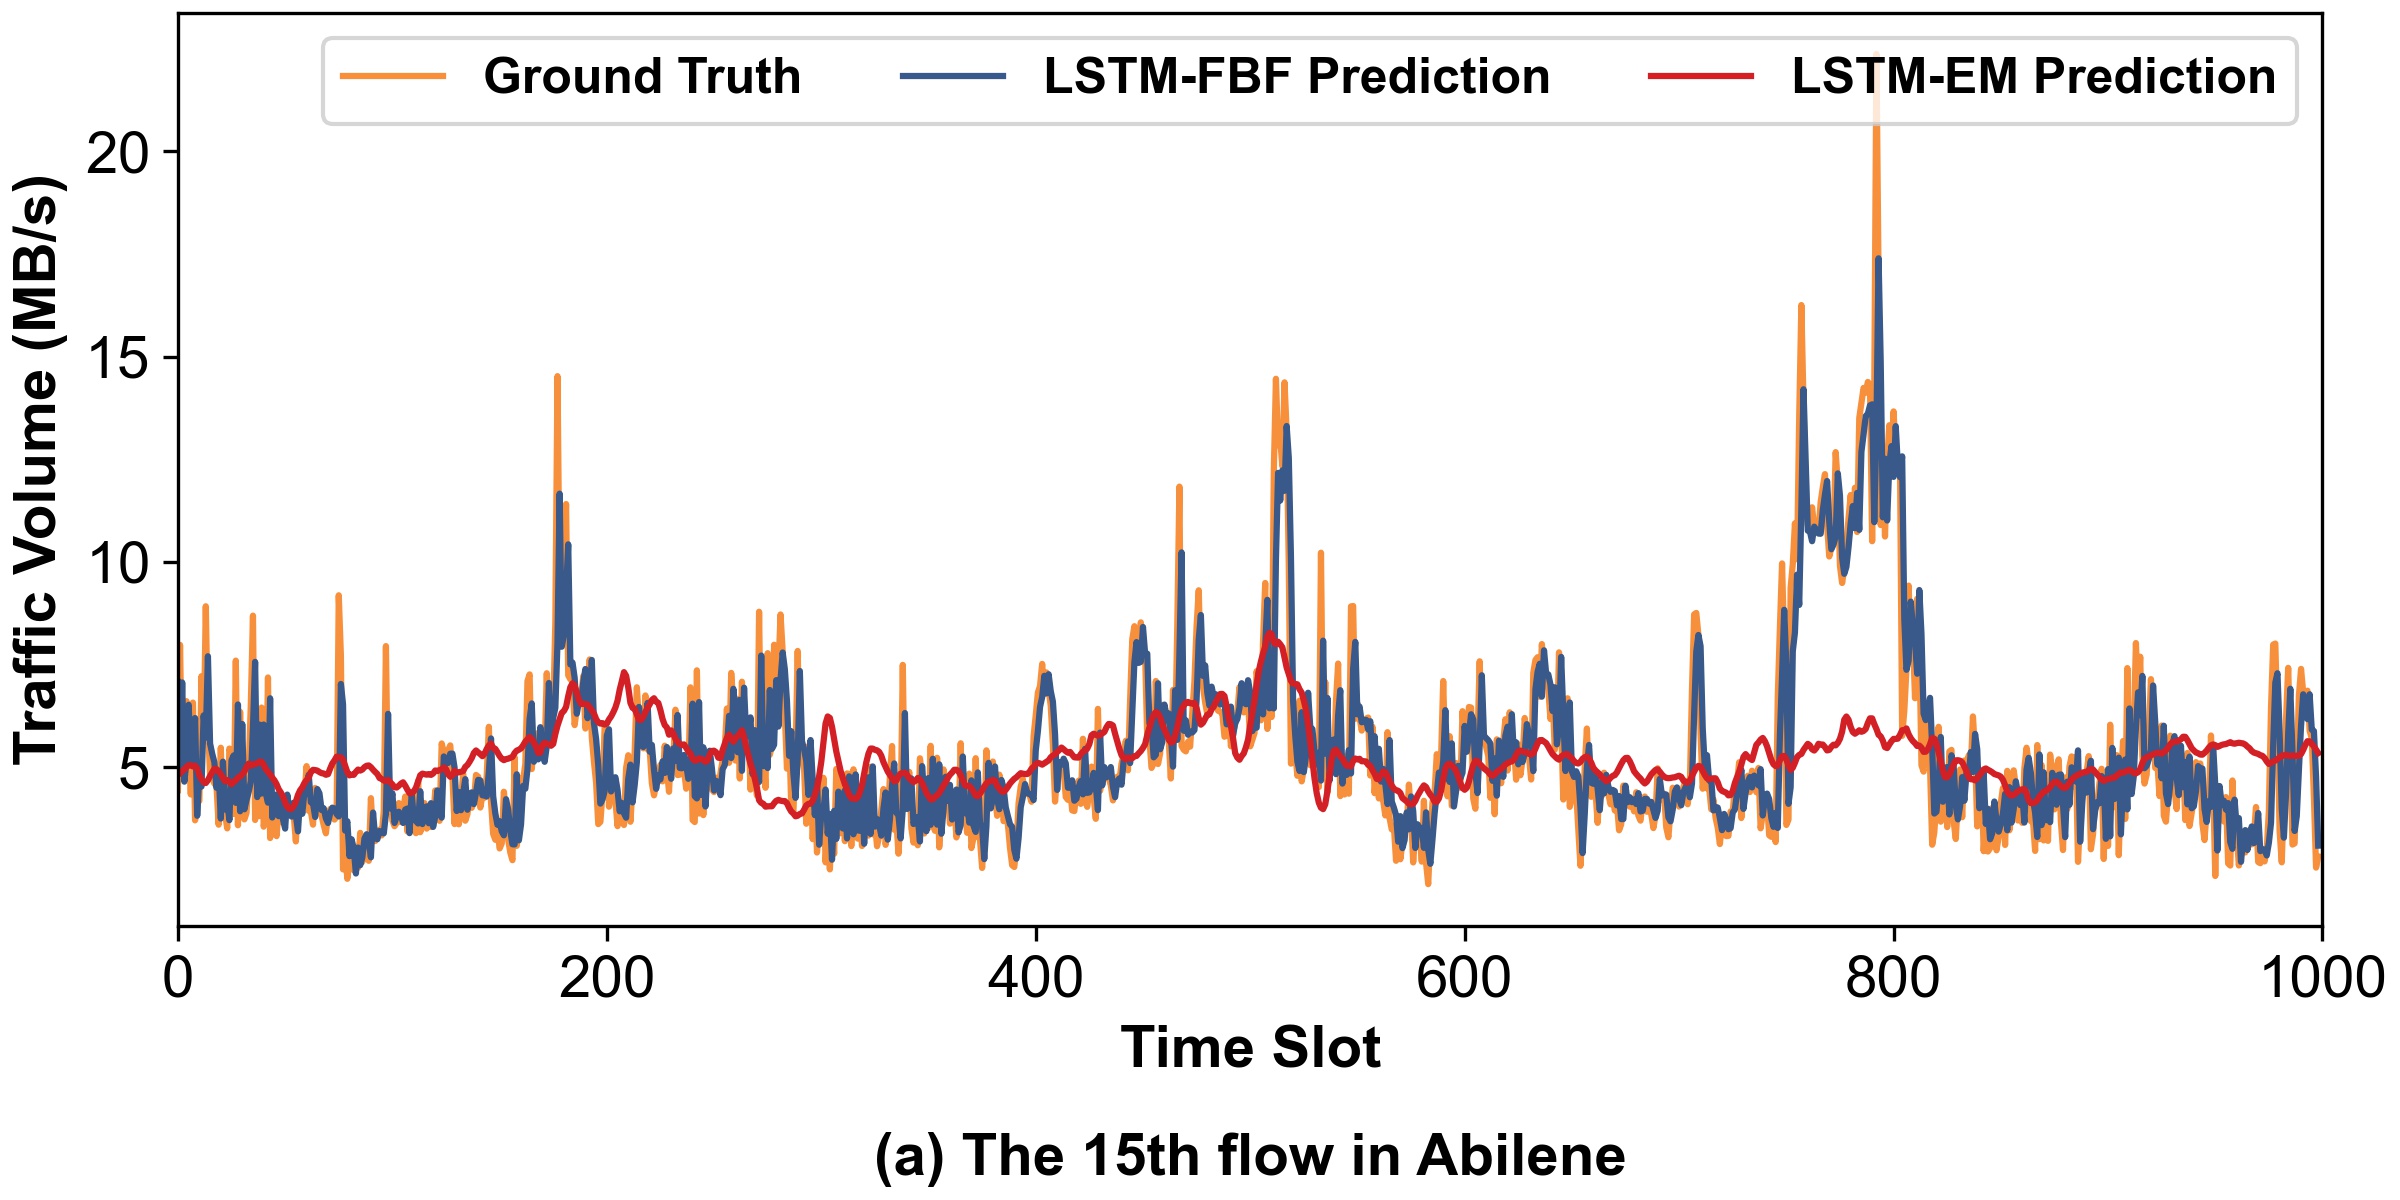 Ground Truth LSTM-FBF Prediction LSTM-EM Prediction
Traffic Volume (MB/s)
20
15
10
5
0 200 400 600 800 1000
Time Slot
(a) The 15th flow in Abilene